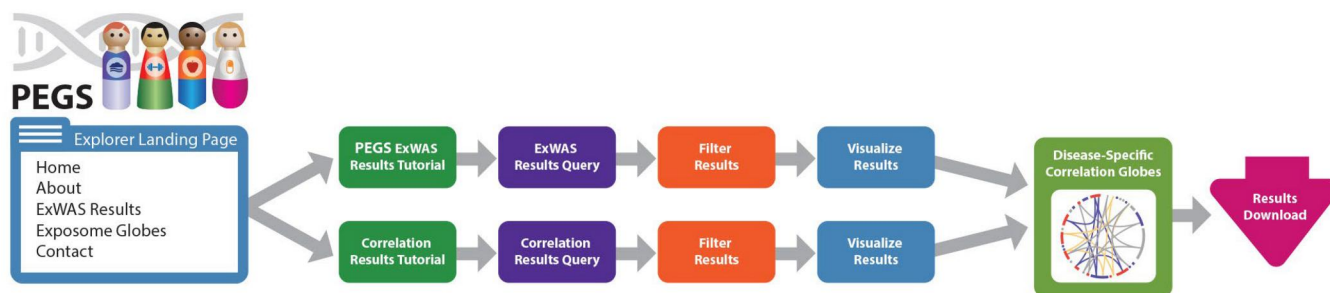 PEGS
Explorer Landing Page
Home
About
ExWAS Results
Exposome Globes
Contact
PEGS ExWAS
Results Tutorial
ExWAS
Results Query
Filter
Results
Visualize
Results
Correlation
Results Tutorial
Correlation
Results Query
Filter
Results
Visualize
Results
Disease-Specific
Correlation Globes
Results
Download